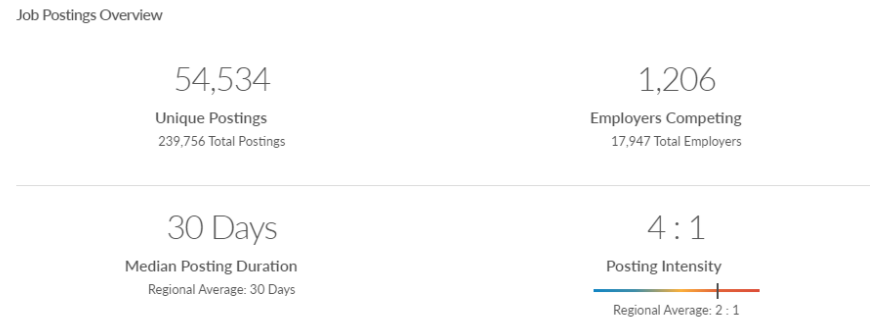 Job Postings Overview
54,534
Unique Postings
239,756 Total Postings
1,206
Employers Competing
17,947 Total Employers
30 Days
Median Posting Duration
Regional Average: 30 Days
4 : 1
Posting Intensity
Regional Average: 2 : 1